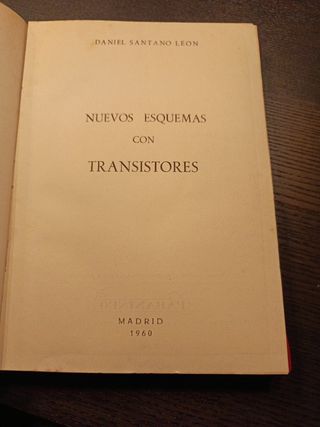 DANIEL SANTANO LEON
NUEVOS ESQUEMAS
CON
TRANSISTORES
MADRID
1960